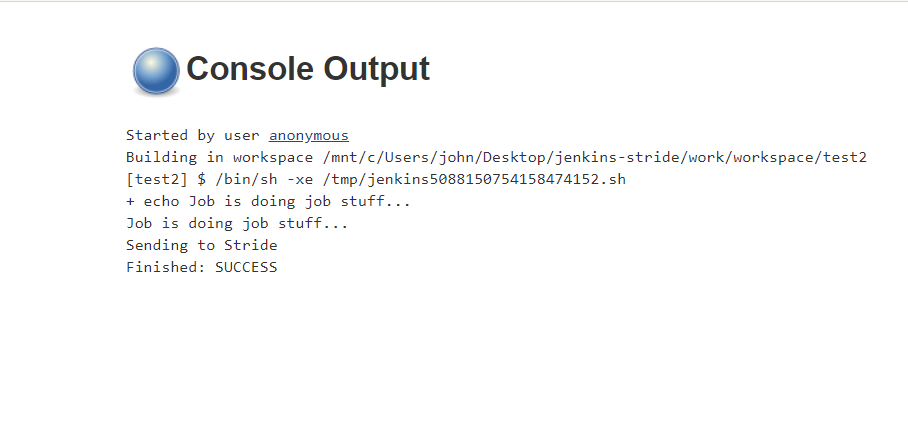 Console Output
Started by user anonymous
Building in workspace /mnt/c/Users/john/Desktop/jenkins-stride/work/workspace/test2
[test2] $ /bin/sh -xe /tmp/jenkins5088150754158474152.sh
+ echo Job is doing job stuff...
Job is doing job stuff...
Sending to Stride
Finished: SUCCESS